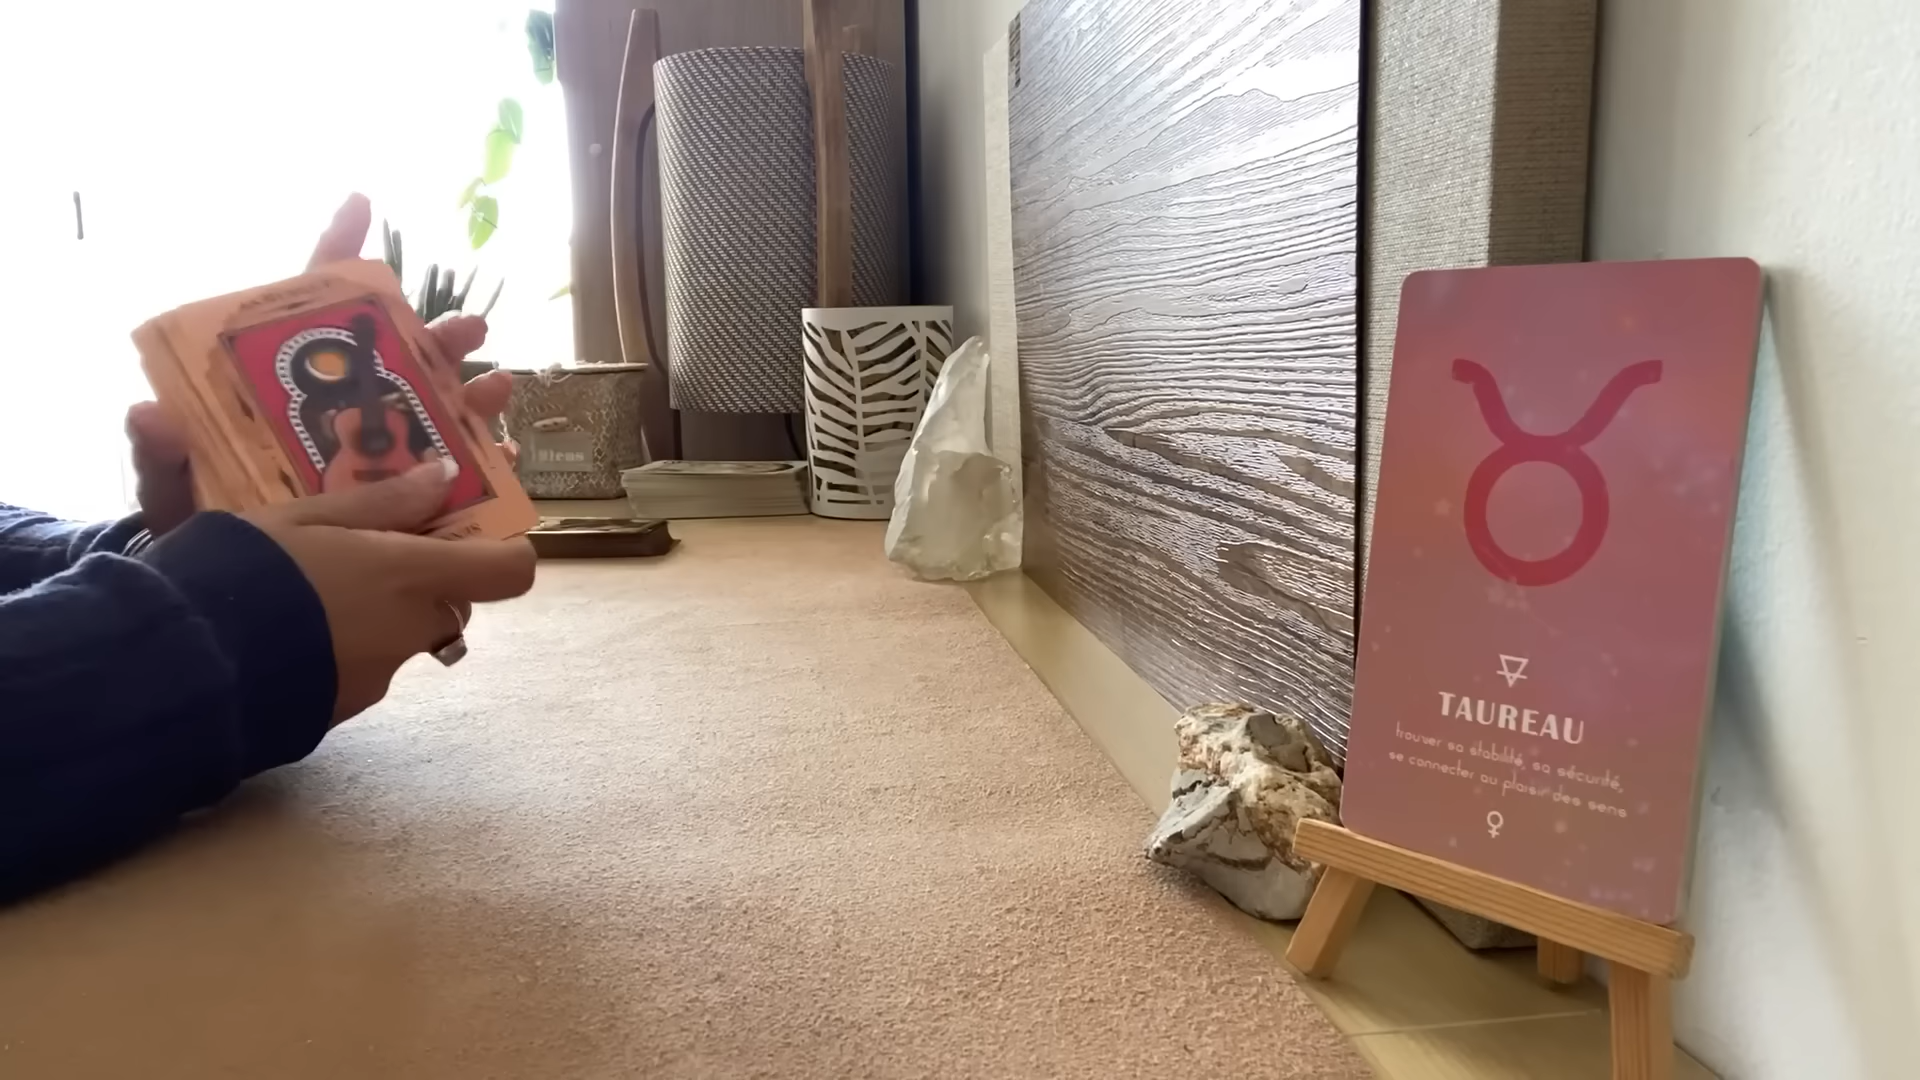 TAUREAU
trouver sa stabilité, sa sécurité,
se connecter au plaisir des sens